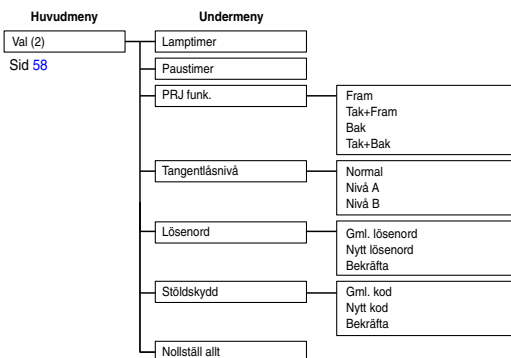 Huvudmeny Undermeny
Val (2)
Sid 58
Lamptimer
Paustimer
PRJ funk.
Fram
Tak+Fram
Bak
Tak+Bak
Tangentlåsnivå
Normal
Nivå A
Nivå B
Lösenord
Gml. lösenord
Nytt lösenord
Bekräfta
Stöldskydd
Gml. kod
Nytt kod
Bekräfta
Nollställ allt